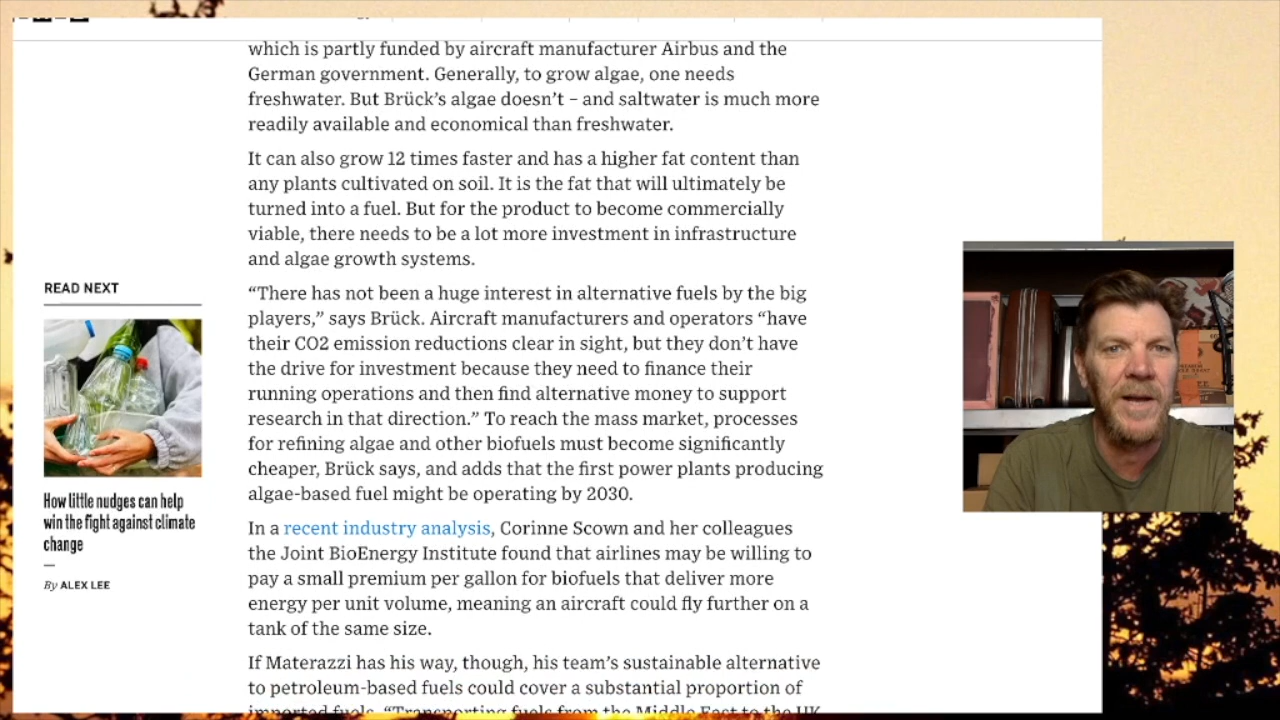 which is partly funded by aircraft manufacturer Airbus and the
German government. Generally, to grow algae, one needs
freshwater. But Brück’s algae doesn’t – and saltwater is much more
readily available and economical than freshwater.
It can also grow 12 times faster and has a higher fat content than
any plants cultivated on soil. It is the fat that will ultimately be
turned into a fuel. But for the product to become commercially
viable, there needs to be a lot more investment in infrastructure
and algae growth systems.
“There has not been a huge interest in alternative fuels by the big
players,” says Brück. Aircraft manufacturers and operators “have
their CO2 emission reductions clear in sight, but they don’t have
the drive for investment because they need to finance their
running operations and then find alternative money to support
research in that direction.” To reach the mass market, processes
for refining algae and other biofuels must become significantly
cheaper, Brück says, and adds that the first power plants producing
algae-based fuel might be operating by 2030.
In a recent industry analysis, Corinne Scown and her colleagues
the Joint BioEnergy Institute found that airlines may be willing to
pay a small premium per gallon for biofuels that deliver more
energy per unit volume, meaning an aircraft could fly further on a
tank of the same size.
If Materazzi has his way, though, his team’s sustainable alternative
to petroleum-based fuels could cover a substantial proportion of
imported fuels. “Transporting fuels from the Middle East to the UK
READ NEXT
How little nudges can help
win the fight against climate
change
By ALEX LEE